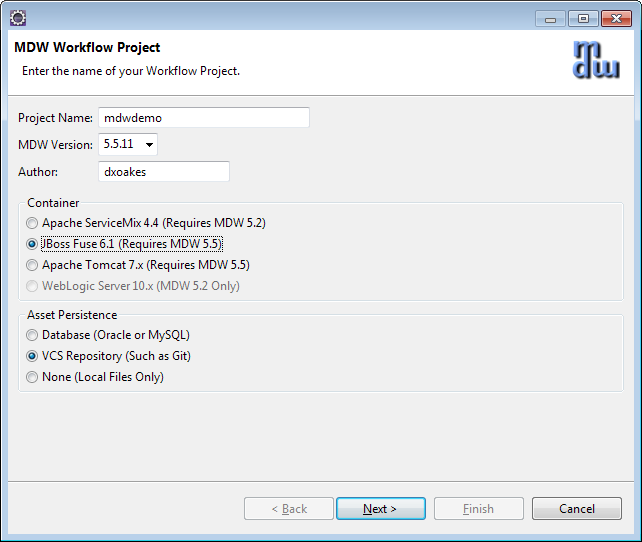 MDW Workflow Project
Enter the name of your Workflow Project.
mdw
Project Name: mdwdemo
MDW Version: 5.5.11
Author: dxoakes
Container
Apache ServiceMix 4.4 (Requires MDW 5.2)
JBoss Fuse 6.1 (Requires MDW 5.5)
Apache Tomcat 7.x (Requires MDW 5.5)
WebLogic Server 10.x (MDW 5.2 Only)
Asset Persistence
Database (Oracle or MySQL)
VCS Repository (Such as Git)
None (Local Files Only)
< Back Next > Finish Cancel